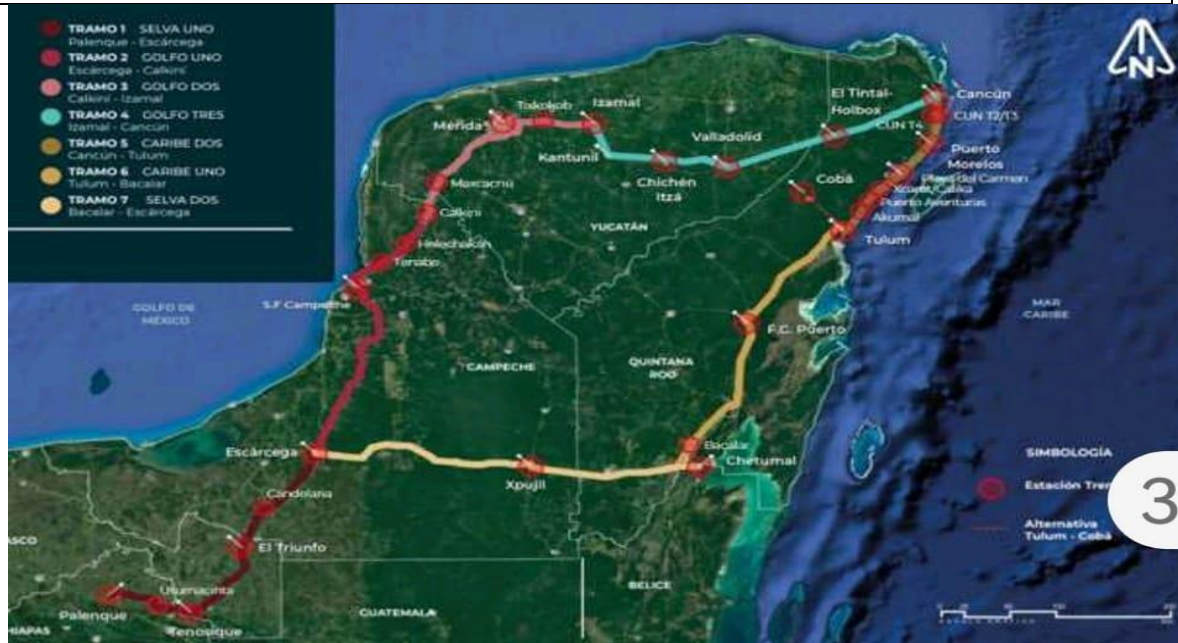 TRAMO 1 SELVA UNO
Palenque - Escárcega
TRAMO 2 GOLFO UNO
Escárcega - Calkiní
TRAMO 3 GOLFO DOS
Calkiní - Izamal
TRAMO 4 GOLFO TRES
Izamal - Cancún
TRAMO 5 CARIBE DOS
Cancún - Tulum
TRAMO 6 CARIBE UNO
Tulum - Bacalar
TRAMO 7 SELVA DOS
Bacalar - Escárcega
N
Cancún
El Tintal-
Holbox
CUN T4
CUN T2/T3
Izamal
Mérida
Valladolid
Puerto
Morelos
Kantunil
Chichén
Itzá
Cobá
Playa del Carmen
Puerto Aventuras
Akumal
Tulum
Calkiní
YUCATÁN
S.F Campeche
GOLFO DE
MÉXICO
MAR
CARIBE
F.C. Puerto
CAMPECHE
QUINTANA
ROO
Escárcega
Bacalar
Chetumal
Xpujil
SIMBOLOGÍA
Estación Tren
Alternativa
Tulum - Cobá
3
Candelaria
El Triunfo
Usumacinta
Palenque
Tenosique
BELICE
GUATEMALA